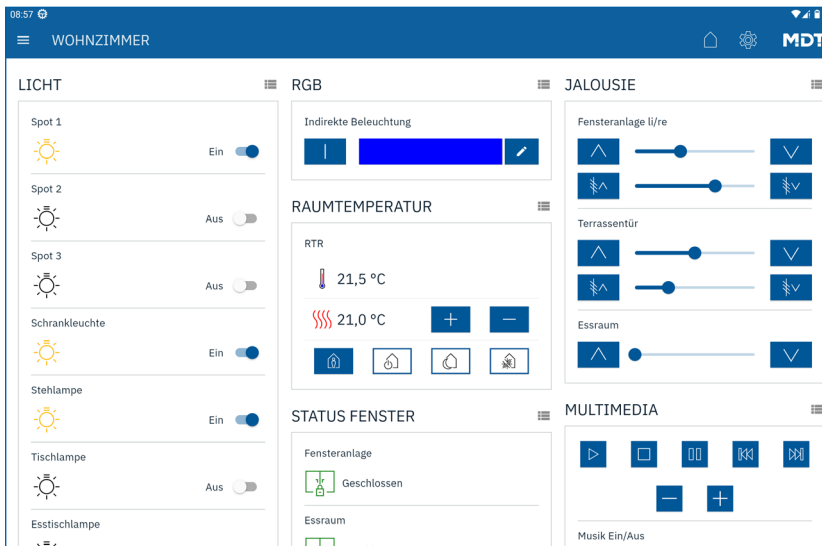 08:57
WOHNZIMMER
MDT
LICHT
Spot 1
Ein
Spot 2
Aus
Spot 3
Aus
Schrankleuchte
Ein
Stehlampe
Ein
Tischlampe
Aus
Esstischlampe
RGB
Indirekte Beleuchtung
RAUMTEMPERATUR
RTR
21,5 °C
21,0 °C
STATUS FENSTER
Fensteranlage
Geschlossen
Essraum
JALOUSIE
Fensteranlage li/re
Terrassentür
Essraum
MULTIMEDIA
Musik Ein/Aus